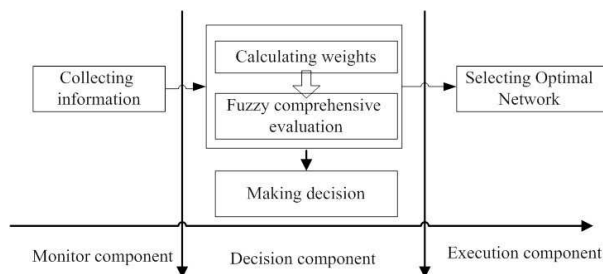 Collecting
information
Calculating weights
Fuzzy comprehensive
evaluation
Making decision
Selecting Optimal
Network
Monitor component
Decision component
Execution component